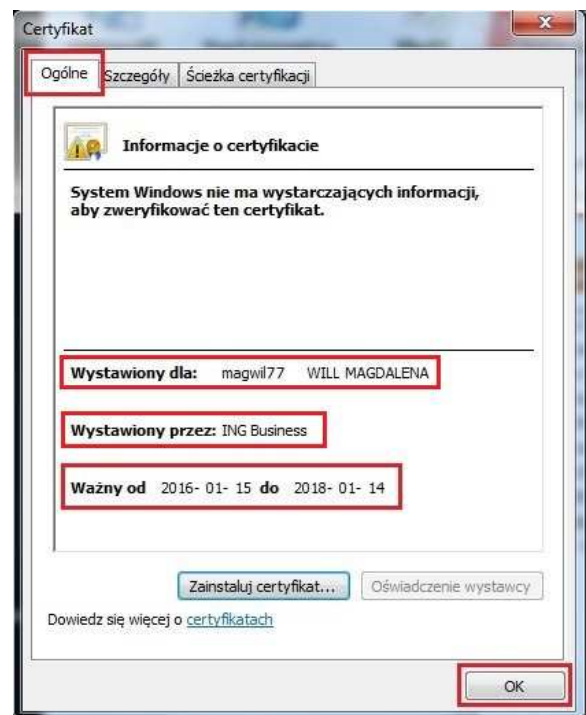 Certyfikat
Ogólne Szczegóły Ścieżka certyfikacji
Informacje o certyfikacie
System Windows nie ma wystarczających informacji,
aby zweryfikować ten certyfikat.
Wystawiony dla: magwil77 WILL MAGDALENA
Wystawiony przez: ING Business
Ważny od 2016- 01- 15 do 2018- 01- 14
Zainstaluj certyfikat... Oświadczenie wystawcy
Dowiedz się więcej o certyfikatach
OK